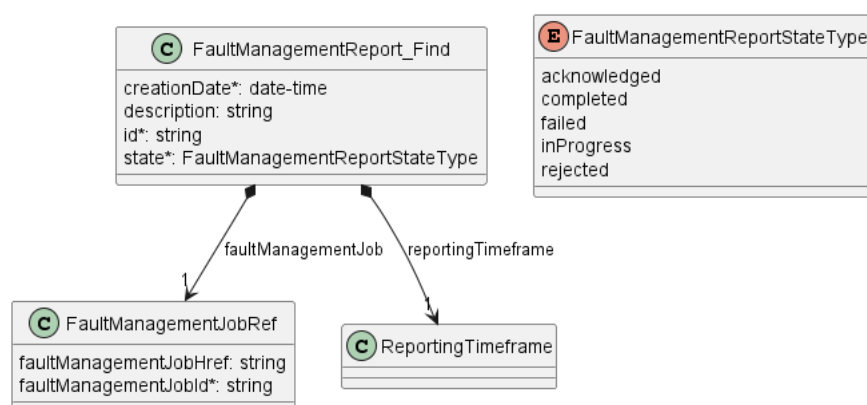 C FaultManagementReport_Find
creationDate*: date-time
description: string
id*: string
state*: FaultManagementReportStateType
E FaultManagementReportStateType
acknowledged
completed
failed
inProgress
rejected
faultManagementJob
reportingTimeframe
1
1
C FaultManagementJobRef
faultManagementJobHref: string
faultManagementJobId*: string
C ReportingTimeframe